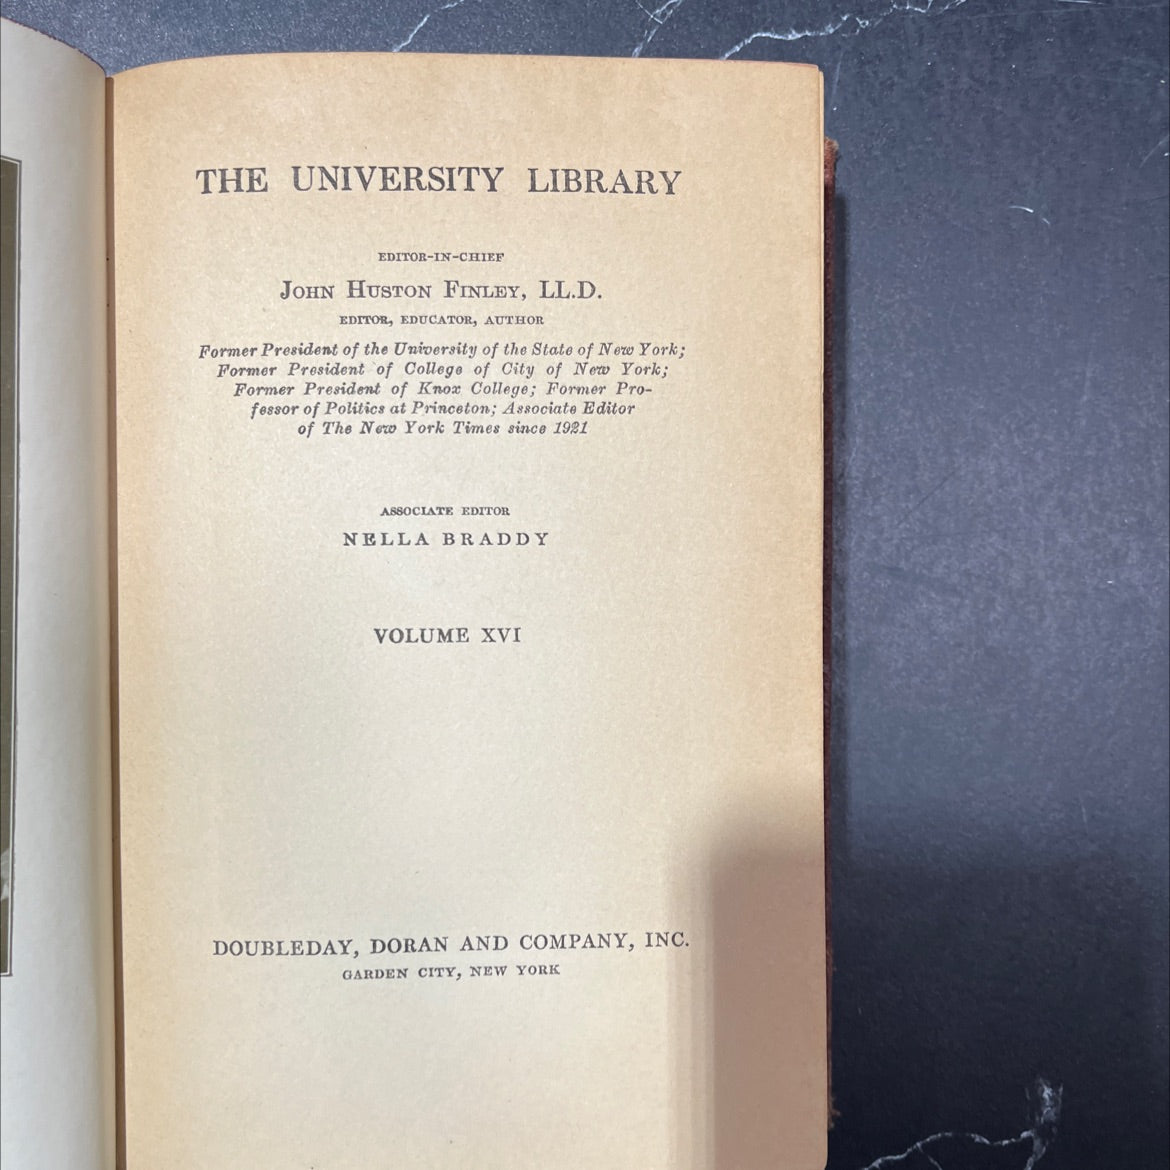 THE UNIVERSITY LIBRARY
EDITOR-IN-CHIEF
JOHN HUSTON FINLEY, LL.D.
EDITOR, EDUCATOR, AUTHOR
Former President of the University of the State of New York;
Former President of College of City of New York;
Former President of Knox College; Former Pro-
fessor of Politics at Princeton; Associate Editor
of The New York Times since 1921
ASSOCIATE EDITOR
NELLA BRADDY
VOLUME XVI
DOUBLEDAY, DORAN AND COMPANY, INC.
GARDEN CITY, NEW YORK